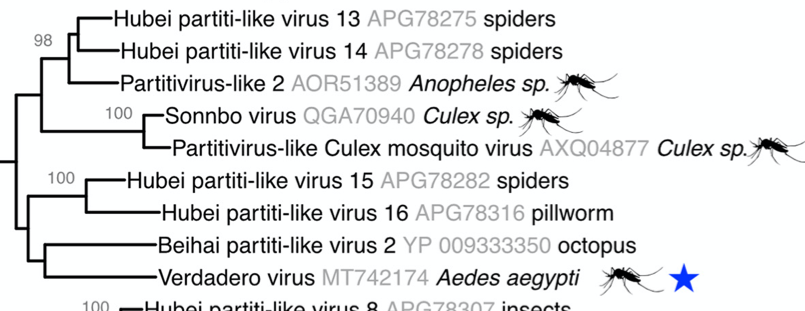 Hubei partiti-like virus 13 APG78275 spiders
98
Hubei partiti-like virus 14 APG78278 spiders
Partitivirus-like 2 AOR51389 Anopheles sp.
100
Sonnbo virus QGA70940 Culex sp.
Partitivirus-like Culex mosquito virus AXQ04877 Culex sp.
100
Hubei partiti-like virus 15 APG78282 spiders
Hubei partiti-like virus 16 APG78316 pillworm
Beihai partiti-like virus 2 YP 009333350 octopus
Verdadero virus MT742174 Aedes aegypti
100
Hubei partiti-like virus 8 APG78307 insects